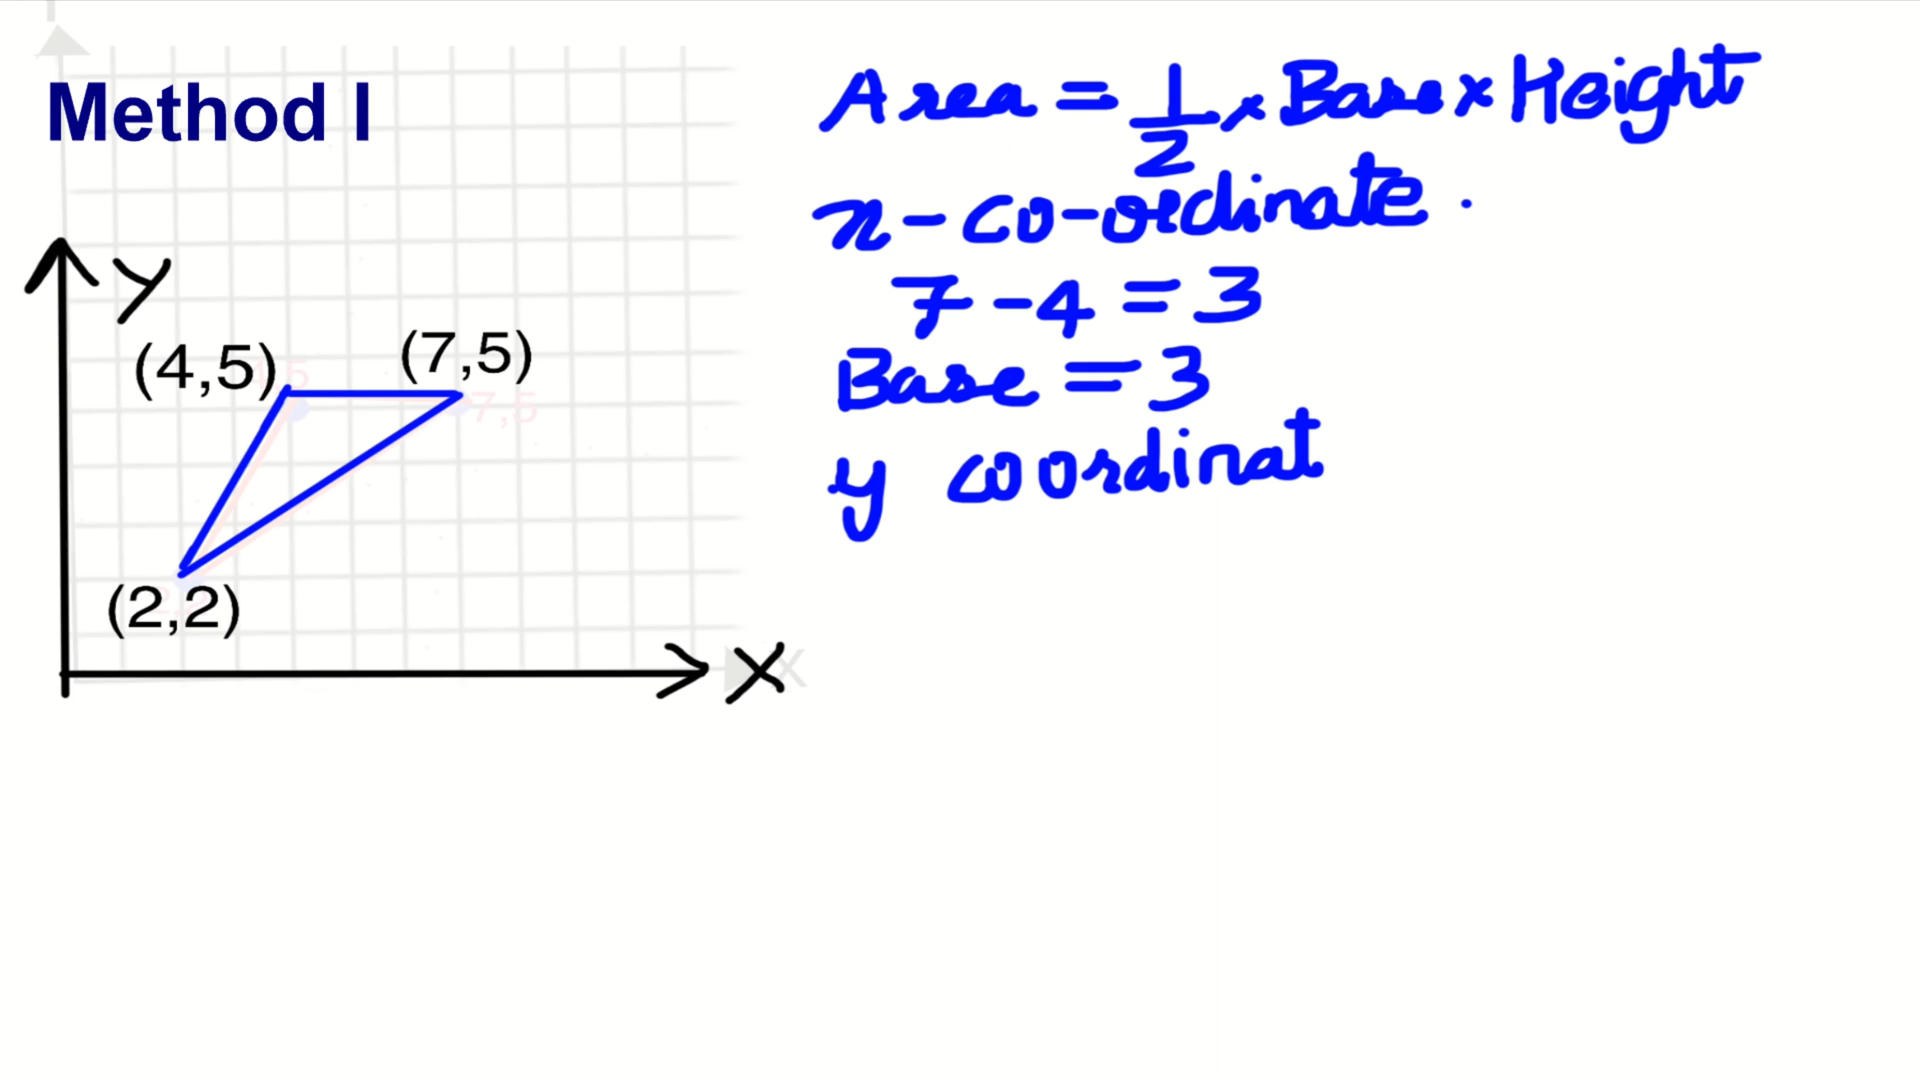 Method I
Area = 1/2 × Base × Height
x - co-ordinate .
7 - 4 = 3
Base = 3
y coordinat
Y
(4,5)
(7,5)
(2,2)
X